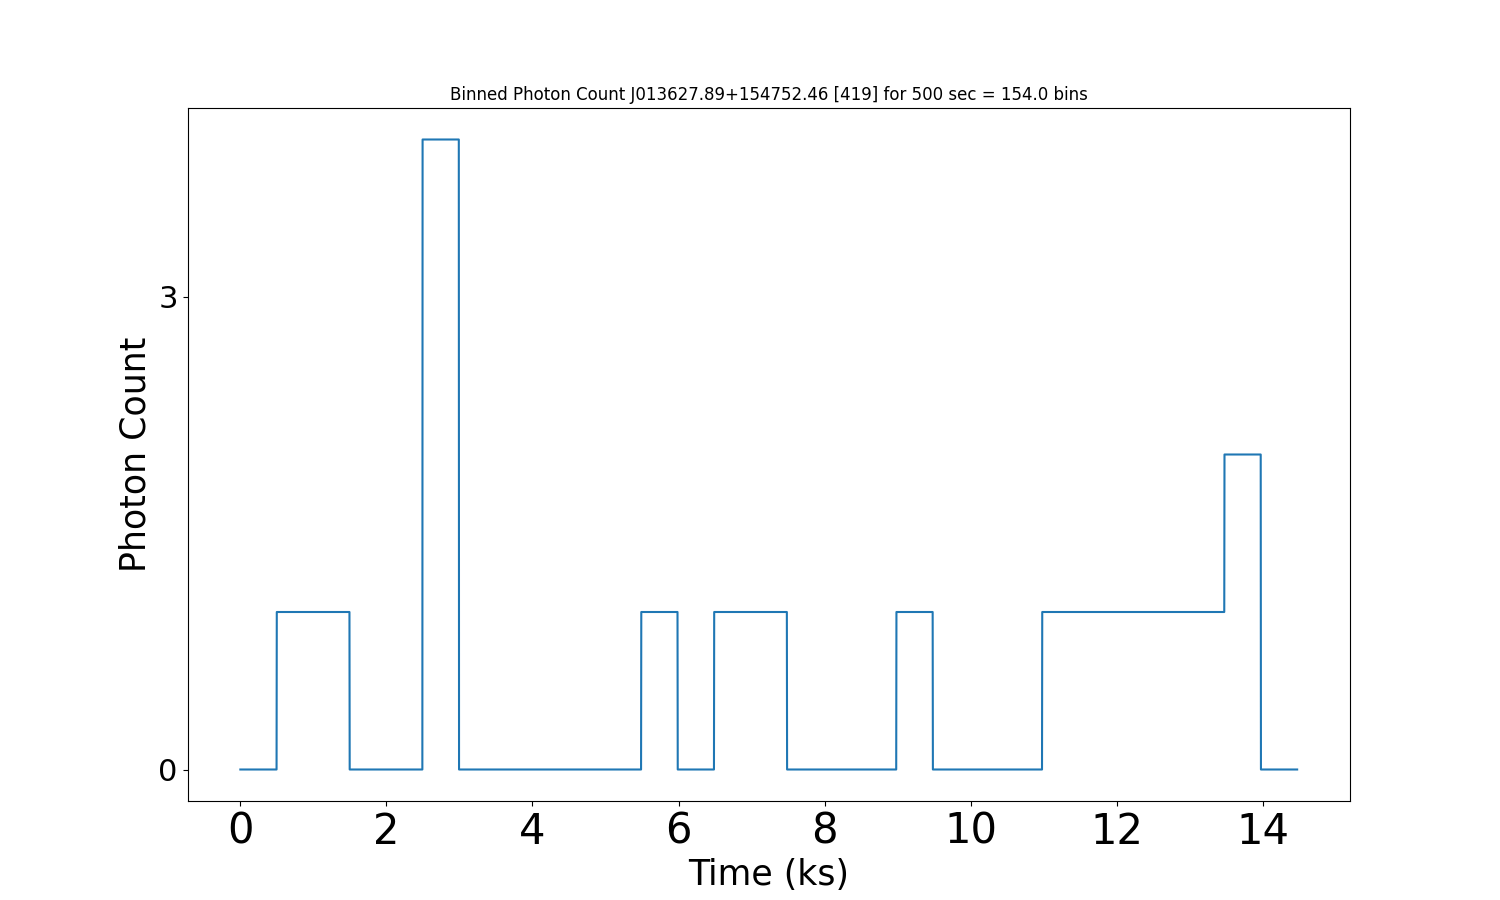 Binned Photon Count J013627.89+154752.46 [419] for 500 sec = 154.0 bins
3
Photon Count
0
0 2 4 6 8 10 12 14
Time (ks)